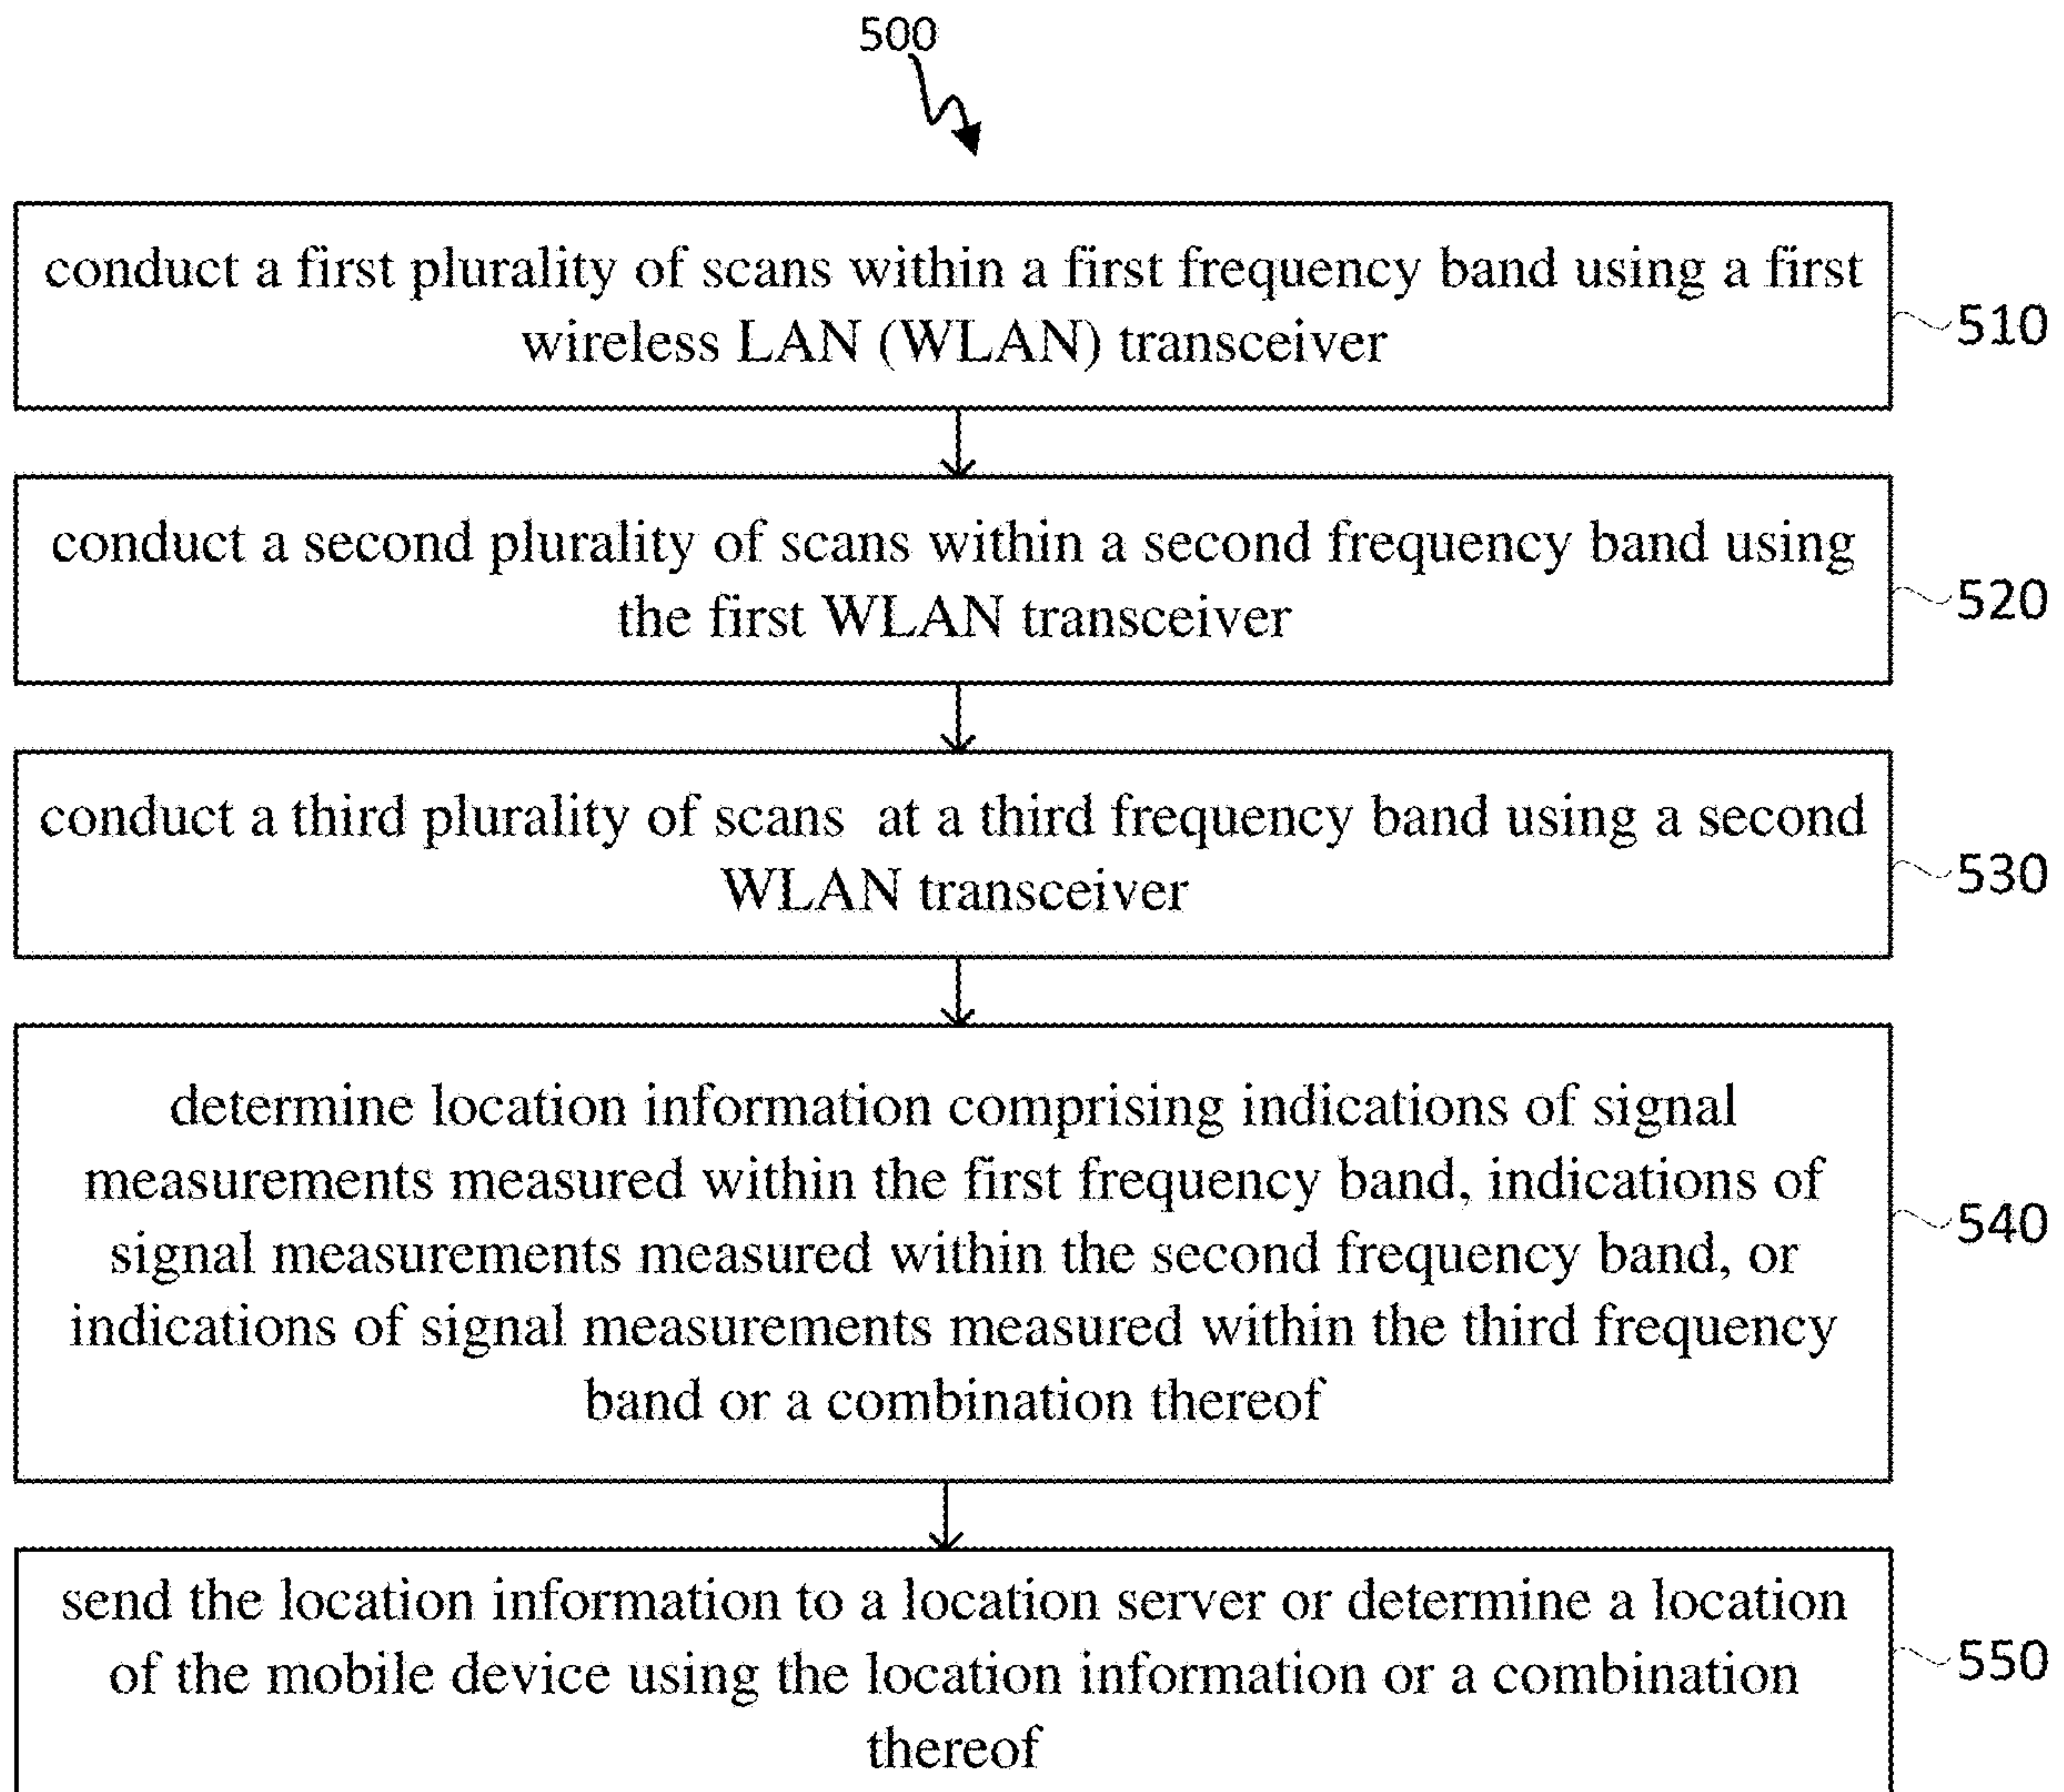 500
conduct a first plurality of scans within a first frequency band using a first
wireless LAN (WLAN) transceiver
510
conduct a second plurality of scans within a second frequency band using
the first WLAN transceiver
520
conduct a third plurality of scans at a third frequency band using a second
WLAN transceiver
530
determine location information comprising indications of signal
measurements measured within the first frequency band, indications of
signal measurements measured within the second frequency band, or
indications of signal measurements measured within the third frequency
band or a combination thereof
540
send the location information to a location server or determine a location
of the mobile device using the location information or a combination
thereof
550